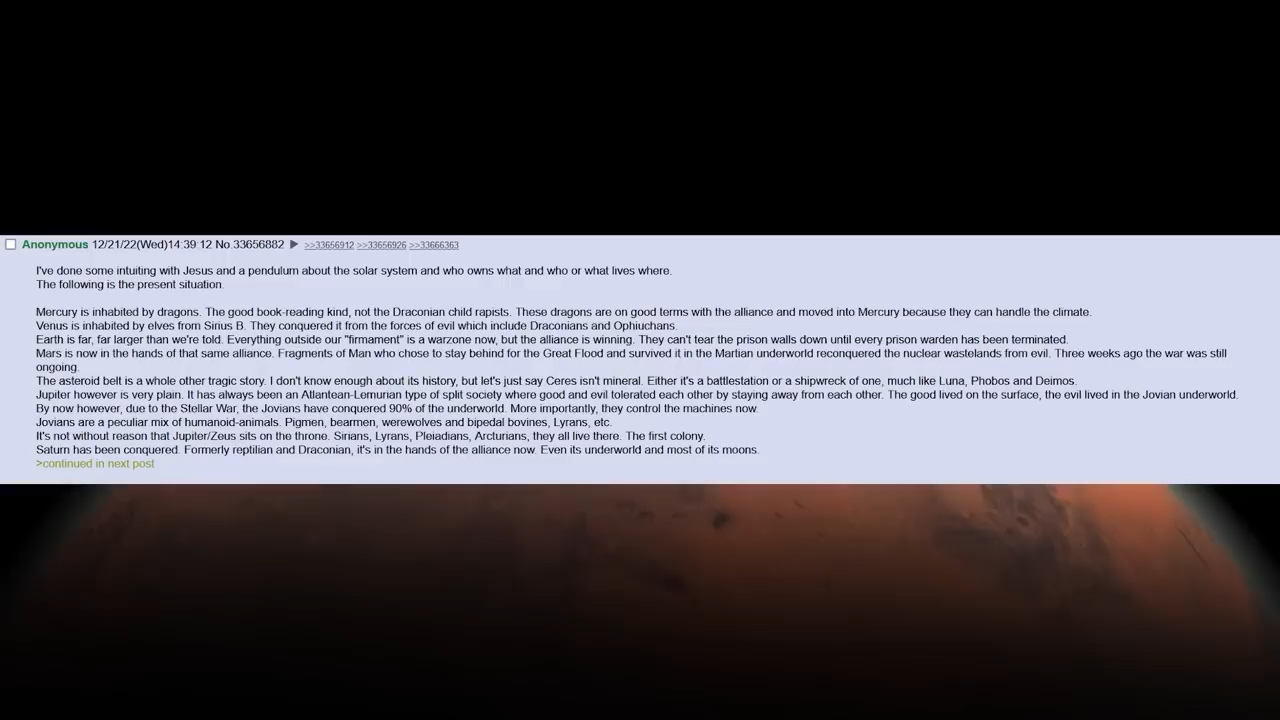 Anonymous 12/21/22(Wed)14:39:12 No.33656882 ▶ >>33656912 >>33656926 >>33666363
I've done some intuiting with Jesus and a pendulum about the solar system and who owns what and who or what lives where.
The following is the present situation.
Mercury is inhabited by dragons. The good book-reading kind, not the Draconian child rapists. These dragons are on good terms with the alliance and moved into Mercury because they can handle the climate.
Venus is inhabited by elves from Sirius B. They conquered it from the forces of evil which include Draconians and Ophiuchans.
Earth is far, far larger than we're told. Everything outside our "firmament" is a warzone now, but the alliance is winning. They can't tear the prison walls down until every prison warden has been terminated.
Mars is now in the hands of that same alliance. Fragments of Man who chose to stay behind for the Great Flood and survived it in the Martian underworld reconquered the nuclear wastelands from evil. Three weeks ago the war was still
ongoing.
The asteroid belt is a whole other tragic story. I don't know enough about its history, but let's just say Ceres isn't mineral. Either it's a battlestation or a shipwreck of one, much like Luna, Phobos and Deimos.
Jupiter however is very plain. It has always been an Atlantean-Lemurian type of split society where good and evil tolerated each other by staying away from each other. The good lived on the surface, the evil lived in the Jovian underworld.
By now however, due to the Stellar War, the Jovians have conquered 90% of the underworld. More importantly, they control the machines now.
Jovians are a peculiar mix of humanoid-animals. Pigmen, bearmen, werewolves and bipedal bovines, Lyrans, etc.
It's not without reason that Jupiter/Zeus sits on the throne. Sirians, Lyrans, Pleiadians, Arcturians, they all live there. The first colony.
Saturn has been conquered. Formerly reptilian and Draconian, it's in the hands of the alliance now. Even its underworld and most of its moons.
>continued in next post